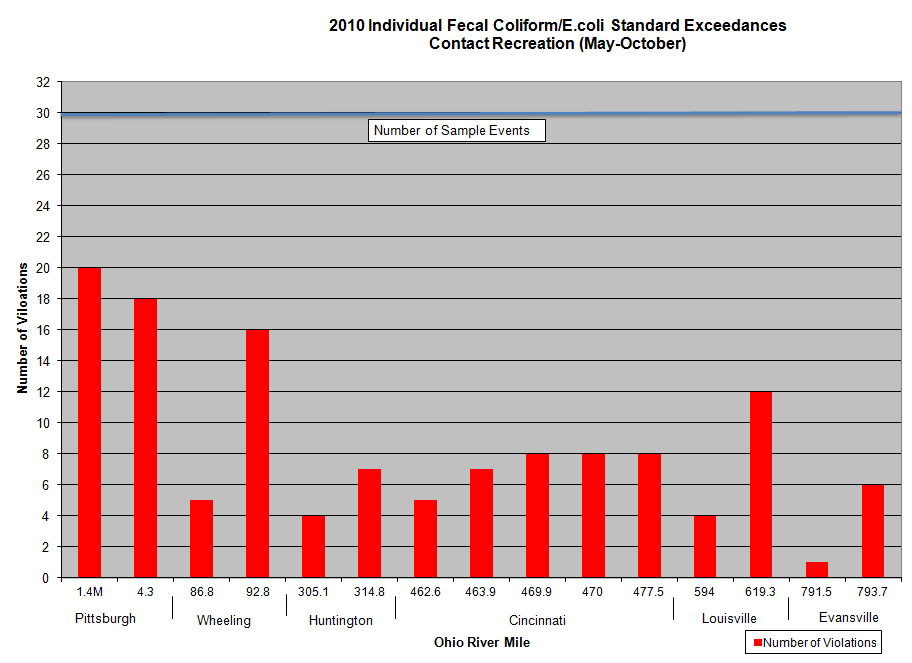 2010 Individual Fecal Coliform/E.coli Standard Exceedances
Contact Recreation (May-October)
32
30
28
26
24
22
20
18
16
14
12
10
8
6
4
2
0
Number of Viloations
Number of Sample Events
1.4M 4.3 86.8 92.8 305.1 314.8 462.6 463.9 469.9 470 477.5 594 619.3 791.5 793.7
Pittsburgh Wheeling Huntington Cincinnati Louisville Evansville
Ohio River Mile
Number of Violations